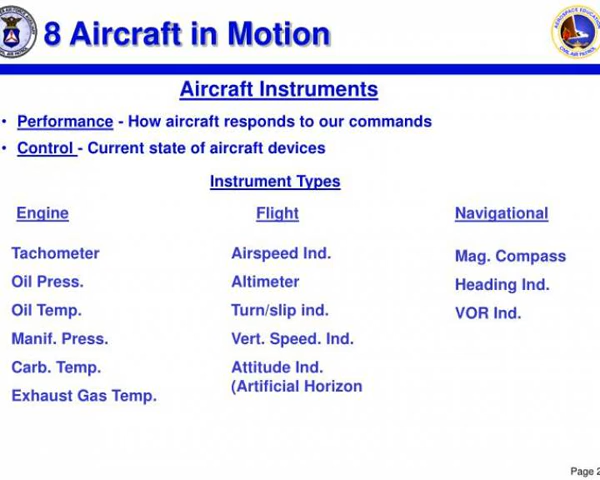 8 Aircraft in Motion
Aircraft Instruments
• Performance - How aircraft responds to our commands
• Control - Current state of aircraft devices
Instrument Types
Engine
Tachometer
Oil Press.
Oil Temp.
Manif. Press.
Carb. Temp.
Exhaust Gas Temp.
Flight
Airspeed Ind.
Altimeter
Turn/slip ind.
Vert. Speed. Ind.
Attitude Ind.
(Artificial Horizon
Navigational
Mag. Compass
Heading Ind.
VOR Ind.
Page 2